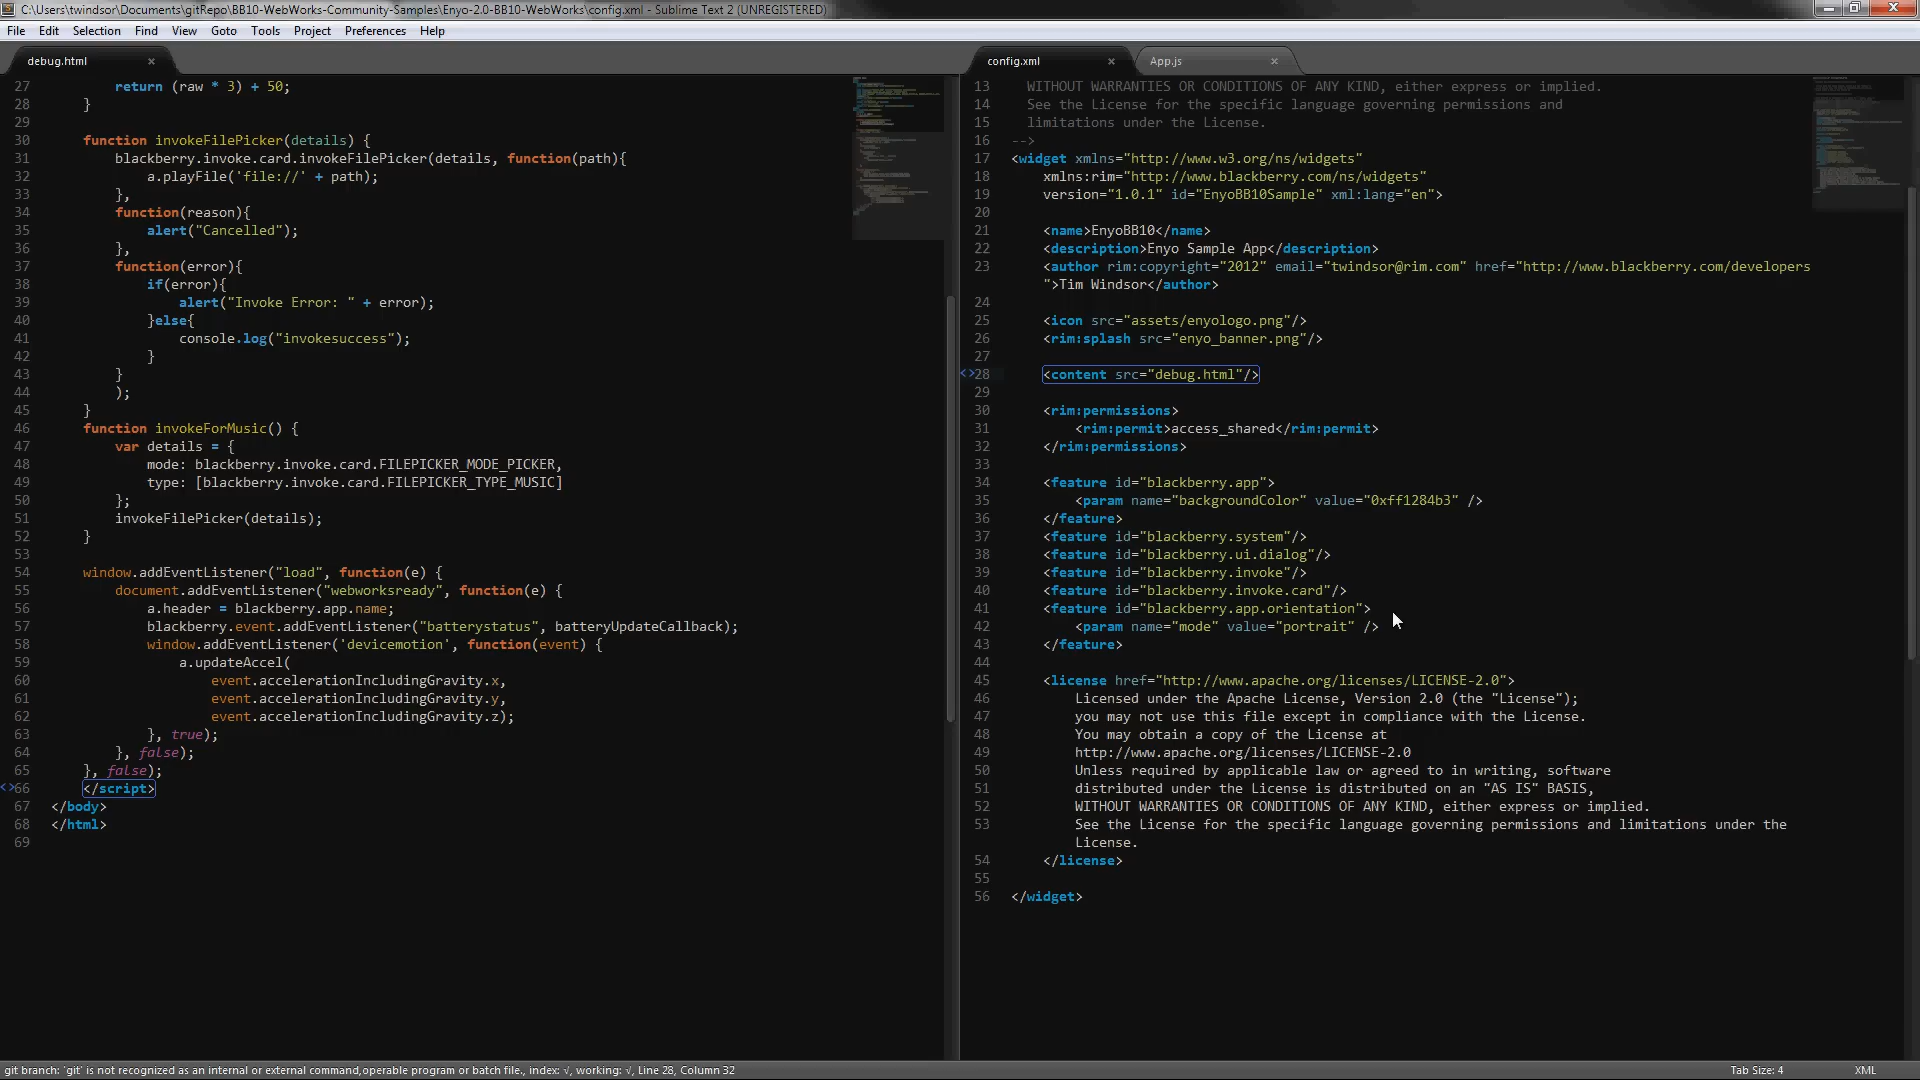 C:\Users\twindsor\Documents\gitRepo\BB10-WebWorks-Community-Samples\Enyo-2.0-BB10-WebWorks\config.xml - Sublime Text 2 (UNREGISTERED)
File Edit Selection Find View Goto Tools Project Preferences Help
debug.html
27 return (raw * 3) + 50;
28 }
29
30 function invokeFilePicker(details) {
31 blackberry.invoke.card.invokeFilePicker(details, function(path){
32 a.playFile('file://' + path);
33 },
34 function(reason){
35 alert("Cancelled");
36 },
37 function(error){
38 if(error){
39 alert("Invoke Error: " + error);
40 }else{
41 console.log("invokesuccess");
42 }
43 }
44 );
45 }
46 function invokeForMusic() {
47 var details = {
48 mode: blackberry.invoke.card.FILEPICKER_MODE_PICKER,
49 type: [blackberry.invoke.card.FILEPICKER_TYPE_MUSIC]
50 };
51 invokeFilePicker(details);
52 }
53
54 window.addEventListener("load", function(e) {
55 document.addEventListener("webworksready", function(e) {
56 a.header = blackberry.app.name;
57 blackberry.event.addEventListener("batterystatus", batteryUpdateCallback);
58 window.addEventListener('devicemotion', function(event) {
59 a.updateAccel(
60 event.accelerationIncludingGravity.x,
61 event.accelerationIncludingGravity.y,
62 event.accelerationIncludingGravity.z);
63 }, true);
64 }, false);
65 }, false);
66 </script>
67 </body>
68 </html>
69
config.xml App.js
13 WITHOUT WARRANTIES OR CONDITIONS OF ANY KIND, either express or implied.
14 See the License for the specific language governing permissions and
15 limitations under the License.
16 -->
17 <widget xmlns="http://www.w3.org/ns/widgets"
18 xmlns:rim="http://www.blackberry.com/ns/widgets"
19 version="1.0.1" id="EnyoBB10Sample" xml:lang="en">
20
21 <name>EnyoBB10</name>
22 <description>Enyo Sample App</description>
23 <author rim:copyright="2012" email="twindsor@rim.com" href="http://www.blackberry.com/developers
">Tim Windsor</author>
24
25 <icon src="assets/enyologo.png"/>
26 <rim:splash src="enyo_banner.png"/>
27
28 <content src="debug.html"/>
29
30 <rim:permissions>
31 <rim:permit>access_shared</rim:permit>
32 </rim:permissions>
33
34 <feature id="blackberry.app">
35 <param name="backgroundColor" value="0xff1284b3" />
36 </feature>
37 <feature id="blackberry.system"/>
38 <feature id="blackberry.ui.dialog"/>
39 <feature id="blackberry.invoke"/>
40 <feature id="blackberry.invoke.card"/>
41 <feature id="blackberry.app.orientation">
42 <param name="mode" value="portrait" />
43 </feature>
44
45 <license href="http://www.apache.org/licenses/LICENSE-2.0">
46 Licensed under the Apache License, Version 2.0 (the "License");
47 you may not use this file except in compliance with the License.
48 You may obtain a copy of the License at
49 http://www.apache.org/licenses/LICENSE-2.0
50 Unless required by applicable law or agreed to in writing, software
51 distributed under the License is distributed on an "AS IS" BASIS,
52 WITHOUT WARRANTIES OR CONDITIONS OF ANY KIND, either express or implied.
53 See the License for the specific language governing permissions and limitations under the
License.
54 </license>
55
56 </widget>
git branch: 'git' is not recognized as an internal or external command,operable program or batch file., index: √, working: √, Line 28, Column 32
Tab Size: 4 XML